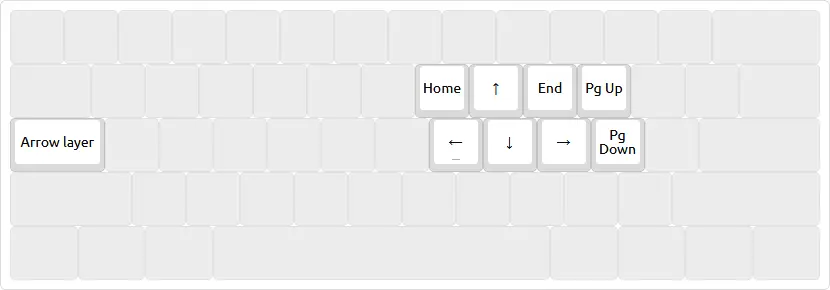 Home ↑ End Pg Up
Arrow layer ← ↓ → Pg
Down
_